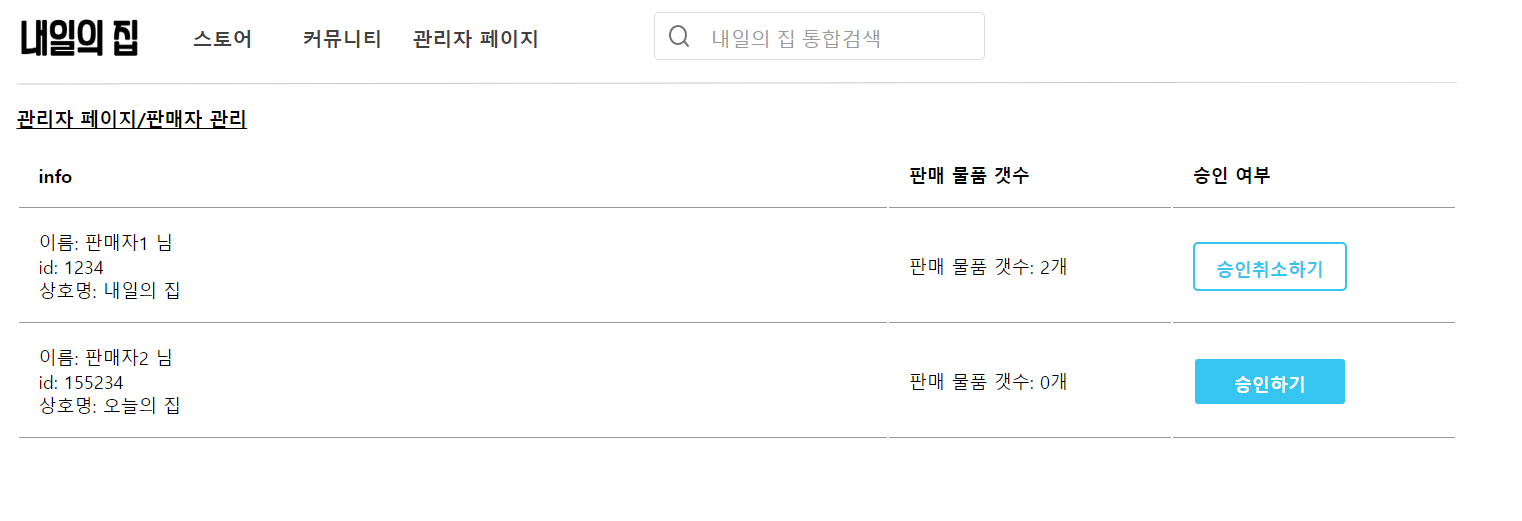 내일의 집
스토어
커뮤니티
관리자 페이지
내일의 집 통합검색
관리자 페이지/판매자 관리
info
판매 물품 갯수
승인 여부
이름: 판매자1 님
id: 1234
상호명: 내일의 집
판매 물품 갯수: 2개
승인취소하기
이름: 판매자2 님
id: 155234
상호명: 오늘의 집
판매 물품 갯수: 0개
승인하기